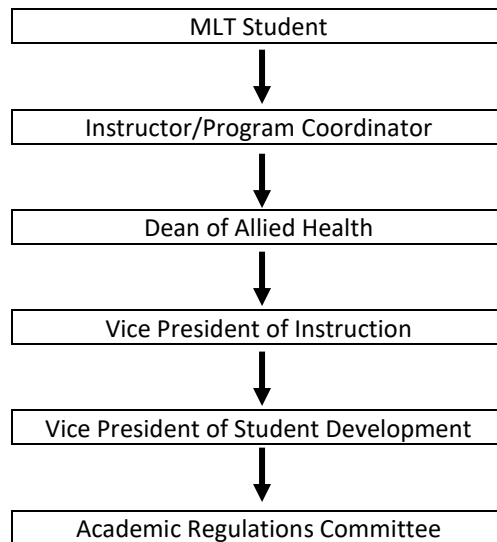 MLT Student
Instructor/Program Coordinator
Dean of Allied Health
Vice President of Instruction
Vice President of Student Development
Academic Regulations Committee